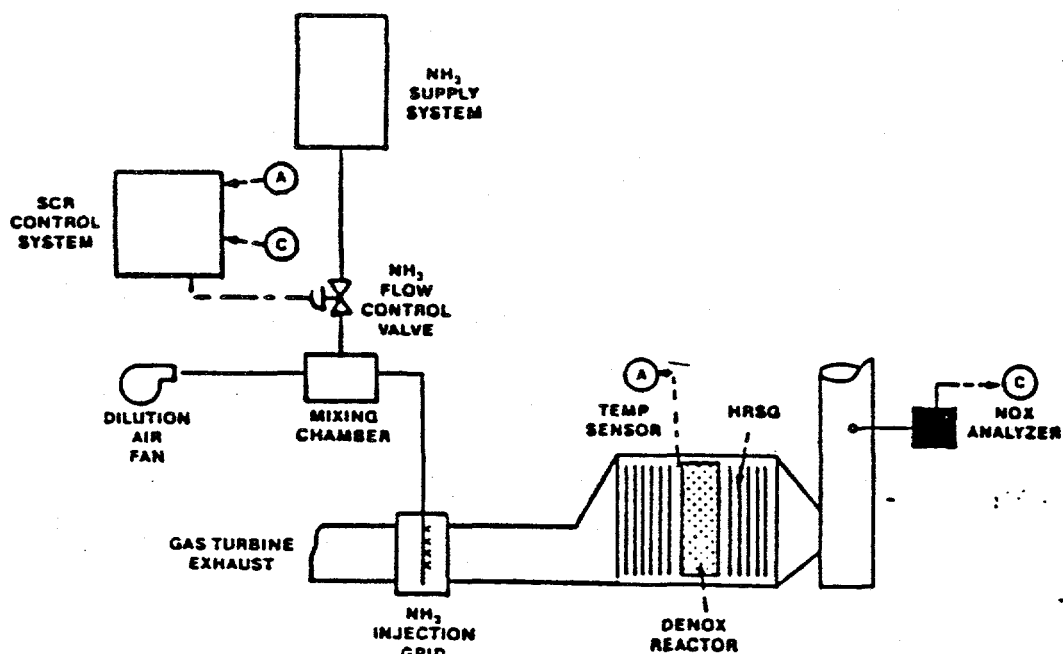 NH₃
SUPPLY
SYSTEM
A
SCR
CONTROL
SYSTEM
C
NH₃
FLOW
CONTROL
VALVE
DILUTION
AIR
FAN
MIXING
CHAMBER
A
TEMP
SENSOR
HRSG
C
NOX
ANALYZER
GAS TURBINE
EXHAUST
NH₃
INJECTION
GRID
DENOX
REACTOR